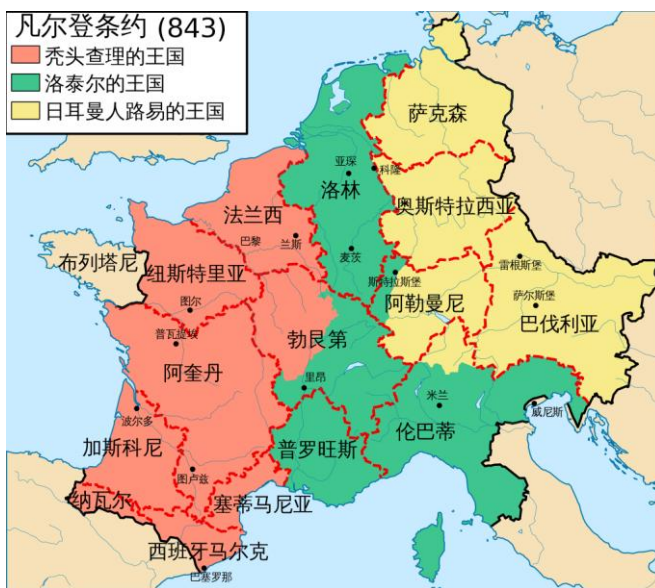 凡尔登条约 (843)
秃头查理的王国
洛泰尔的王国
日耳曼人路易的王国
萨克森
亚琛
科隆
洛林
奥斯特拉西亚
法兰西
巴黎
兰斯
麦茨
布列塔尼
纽斯特里亚
斯特拉斯堡
雷根斯堡
阿勒曼尼
萨尔斯堡
巴伐利亚
图尔
普瓦提埃
勃艮第
阿奎丹
里昂
米兰
威尼斯
波尔多
伦巴蒂
加斯科尼
普罗旺斯
图卢兹
纳瓦尔
塞蒂马尼亚
西班牙马尔克
巴塞罗那